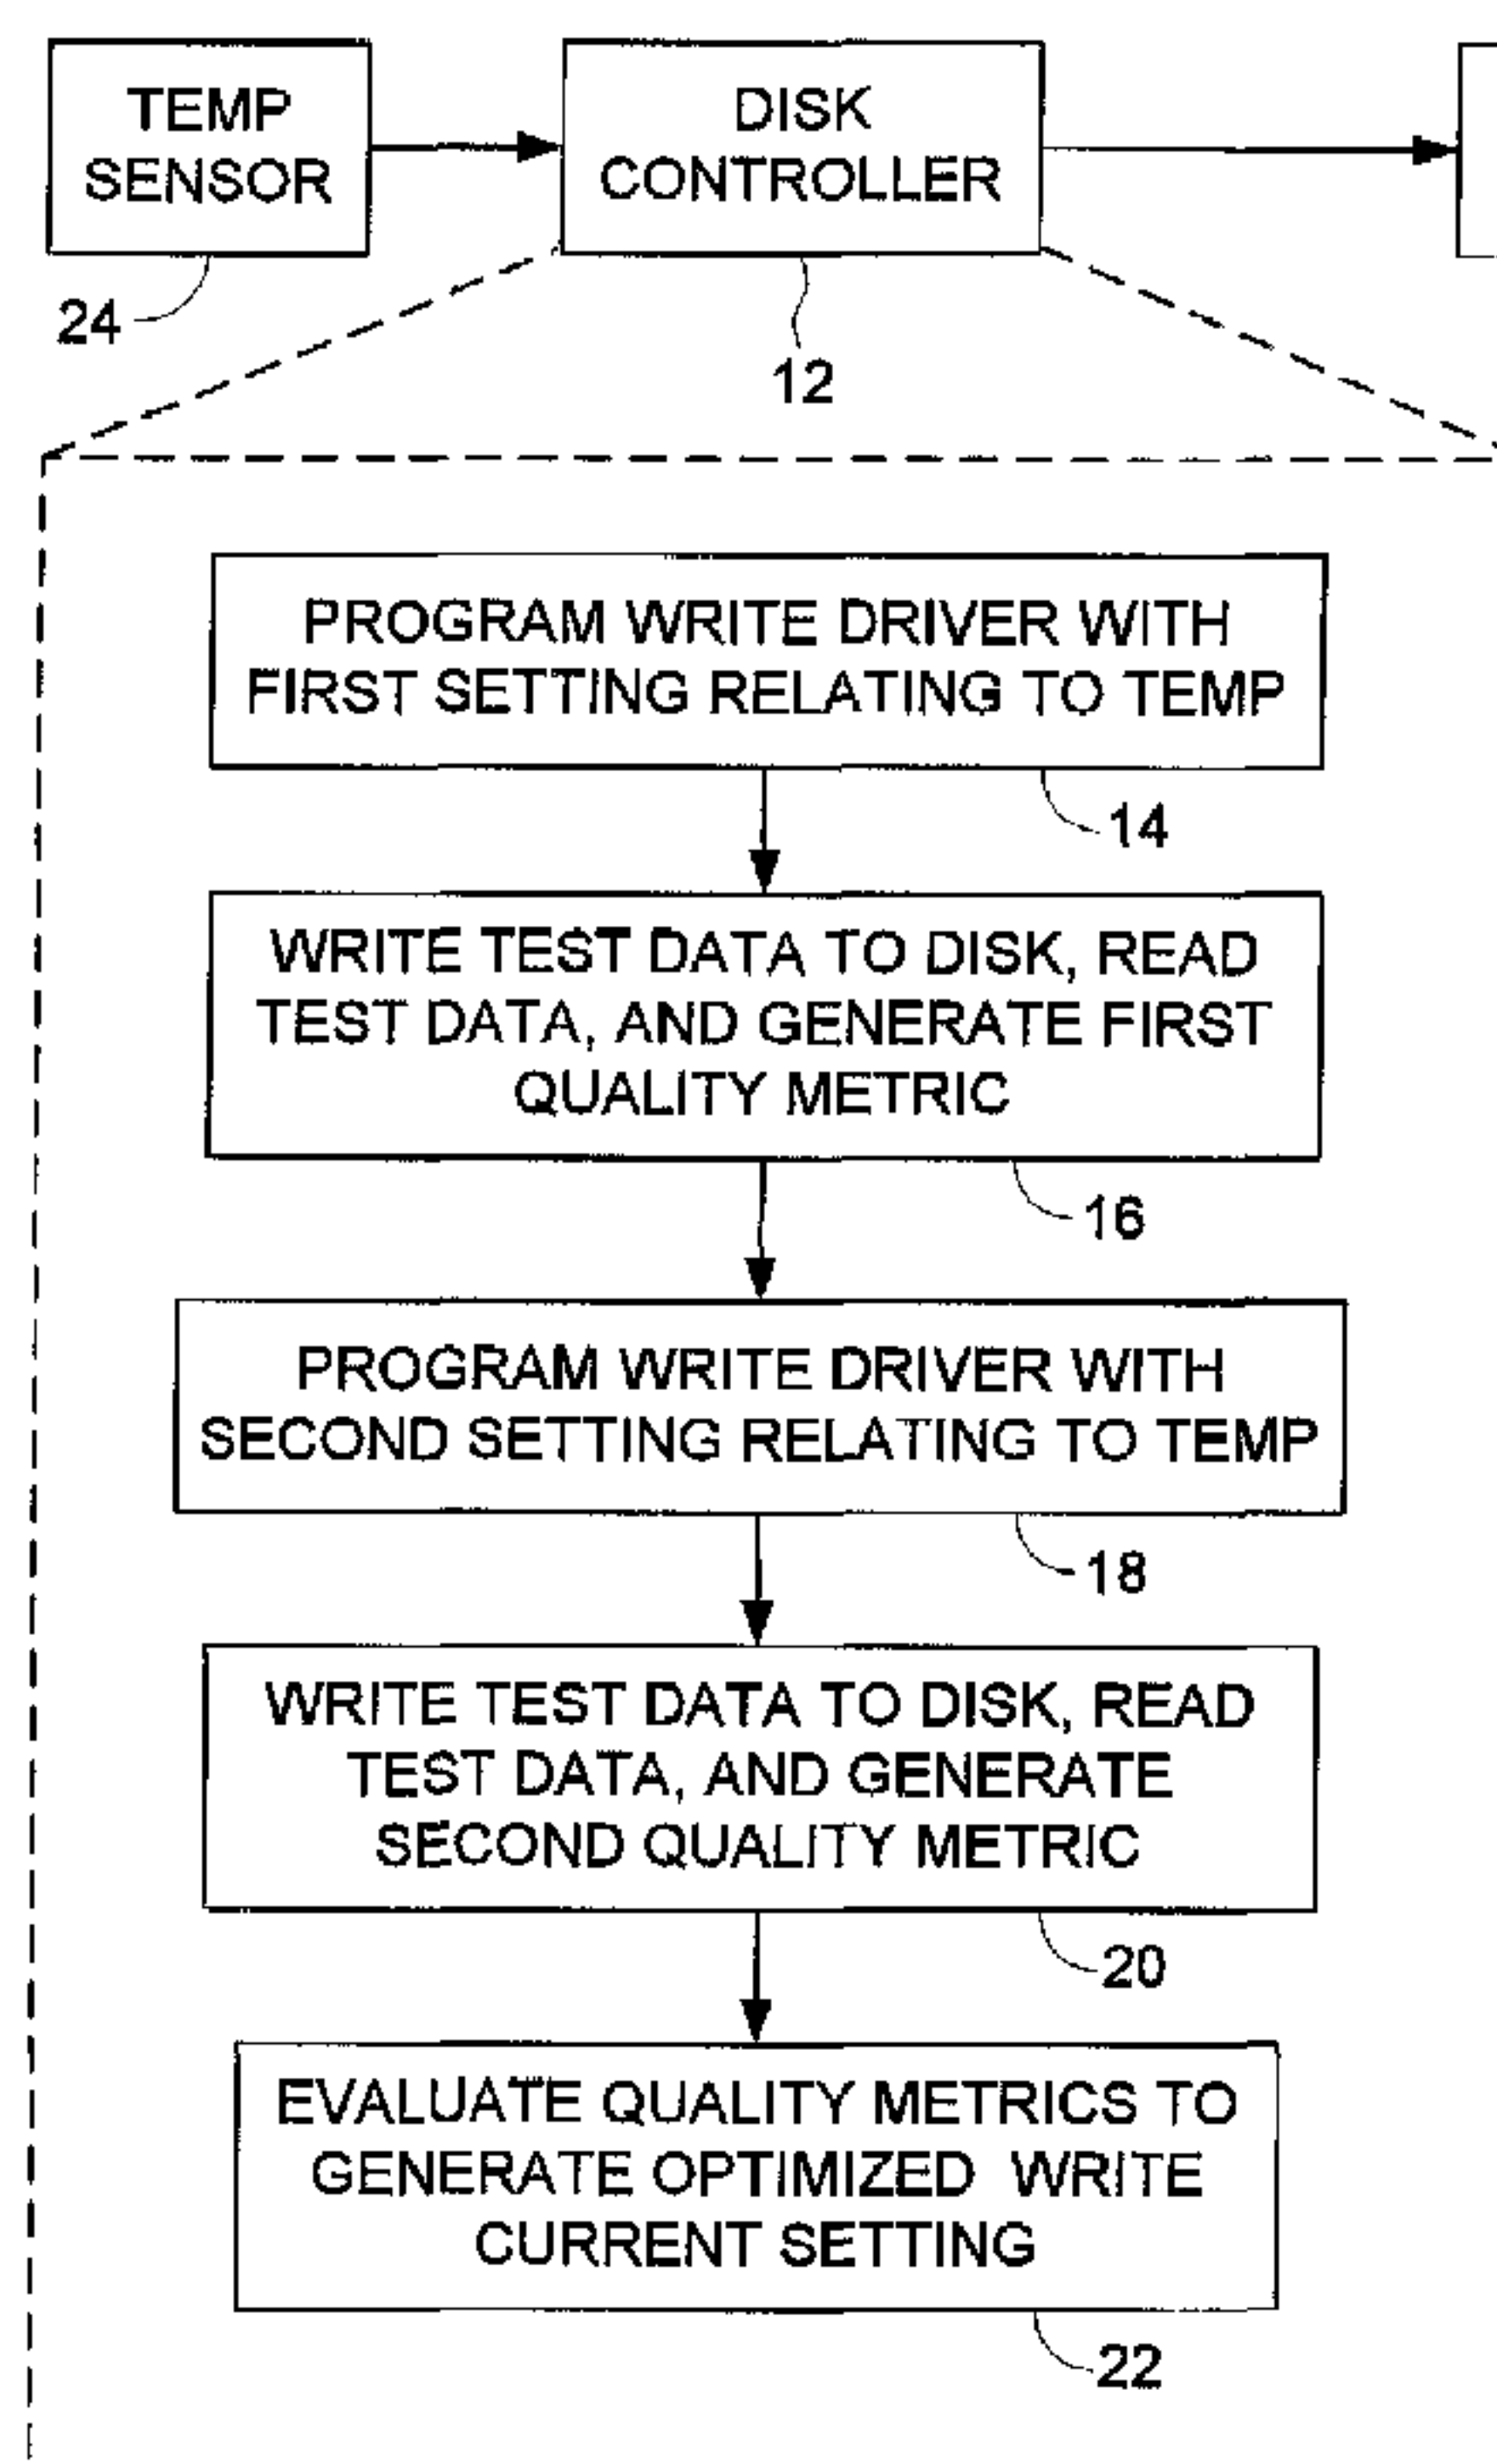 TEMP
SENSOR
DISK
CONTROLLER
24
12
PROGRAM WRITE DRIVER WITH
FIRST SETTING RELATING TO TEMP
14
WRITE TEST DATA TO DISK, READ
TEST DATA, AND GENERATE FIRST
QUALITY METRIC
16
PROGRAM WRITE DRIVER WITH
SECOND SETTING RELATING TO TEMP
18
WRITE TEST DATA TO DISK, READ
TEST DATA, AND GENERATE
SECOND QUALITY METRIC
20
EVALUATE QUALITY METRICS TO
GENERATE OPTIMIZED WRITE
CURRENT SETTING
22